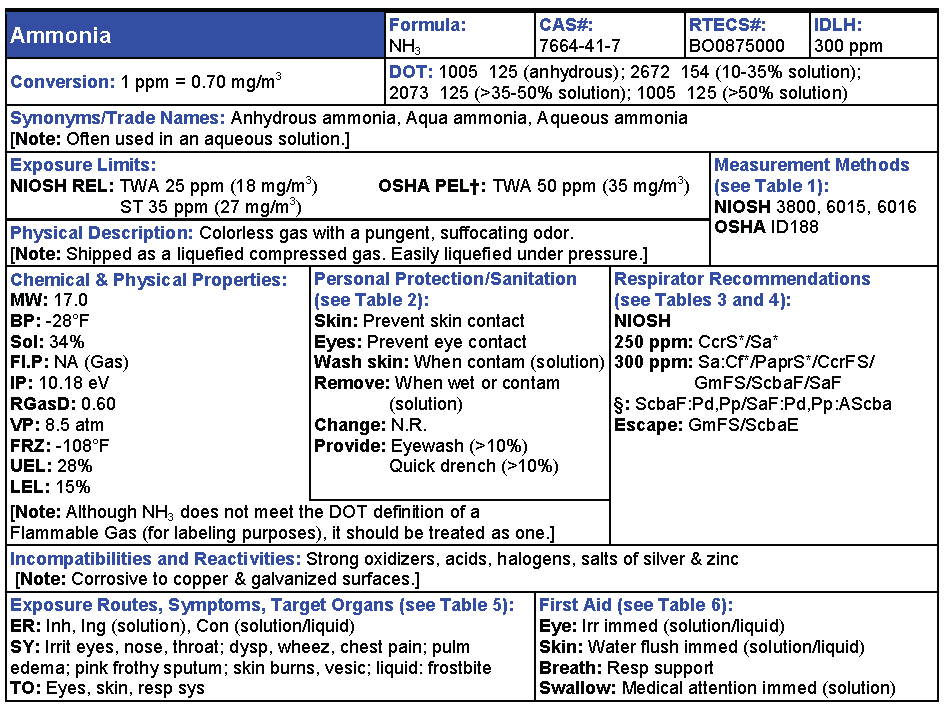 Ammonia
Formula:
NH₃
CAS#:
7664-41-7
RTECS#:
BO0875000
IDLH:
300 ppm
Conversion: 1 ppm = 0.70 mg/m³
DOT: 1005 125 (anhydrous); 2672 154 (10-35% solution);
2073 125 (>35-50% solution); 1005 125 (>50% solution)
Synonyms/Trade Names: Anhydrous ammonia, Aqua ammonia, Aqueous ammonia
[Note: Often used in an aqueous solution.]
Exposure Limits:
NIOSH REL: TWA 25 ppm (18 mg/m³)
ST 35 ppm (27 mg/m³)
OSHA PEL†: TWA 50 ppm (35 mg/m³)
Measurement Methods
(see Table 1):
NIOSH 3800, 6015, 6016
OSHA ID188
Physical Description: Colorless gas with a pungent, suffocating odor.
[Note: Shipped as a liquefied compressed gas. Easily liquefied under pressure.]
Chemical & Physical Properties:
MW: 17.0
BP: -28°F
Sol: 34%
Fl.P: NA (Gas)
IP: 10.18 eV
RGasD: 0.60
VP: 8.5 atm
FRZ: -108°F
UEL: 28%
LEL: 15%
[Note: Although NH₃ does not meet the DOT definition of a
Flammable Gas (for labeling purposes), it should be treated as one.]
Personal Protection/Sanitation
(see Table 2):
Skin: Prevent skin contact
Eyes: Prevent eye contact
Wash skin: When contam (solution)
Remove: When wet or contam
(solution)
Change: N.R.
Provide: Eyewash (>10%)
Quick drench (>10%)
Respirator Recommendations
(see Tables 3 and 4):
NIOSH
250 ppm: CcrS*/Sa*
300 ppm: Sa:Cf*/PaprS*/CcrFS/
GmFS/ScbaF/SaF
§: ScbaF:Pd,Pp/SaF:Pd,Pp:AScba
Escape: GmFS/ScbaE
Incompatibilities and Reactivities: Strong oxidizers, acids, halogens, salts of silver & zinc
[Note: Corrosive to copper & galvanized surfaces.]
Exposure Routes, Symptoms, Target Organs (see Table 5):
ER: Inh, Ing (solution), Con (solution/liquid)
SY: Irrit eyes, nose, throat; dysp, wheez, chest pain; pulm
edema; pink frothy sputum; skin burns, vesic; liquid: frostbite
TO: Eyes, skin, resp sys
First Aid (see Table 6):
Eye: Irr immed (solution/liquid)
Skin: Water flush immed (solution/liquid)
Breath: Resp support
Swallow: Medical attention immed (solution)